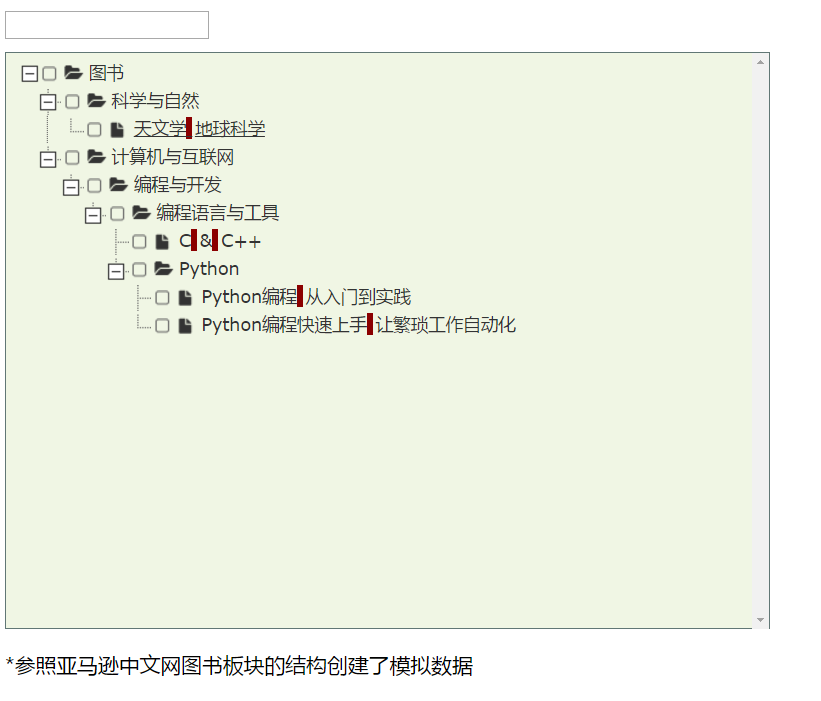 图书
科学与自然
天文学 地球科学
计算机与互联网
编程与开发
编程语言与工具
C & C++
Python
Python编程 从入门到实践
Python编程快速上手 让繁琐工作自动化
*参照亚马逊中文网图书板块的结构创建了模拟数据